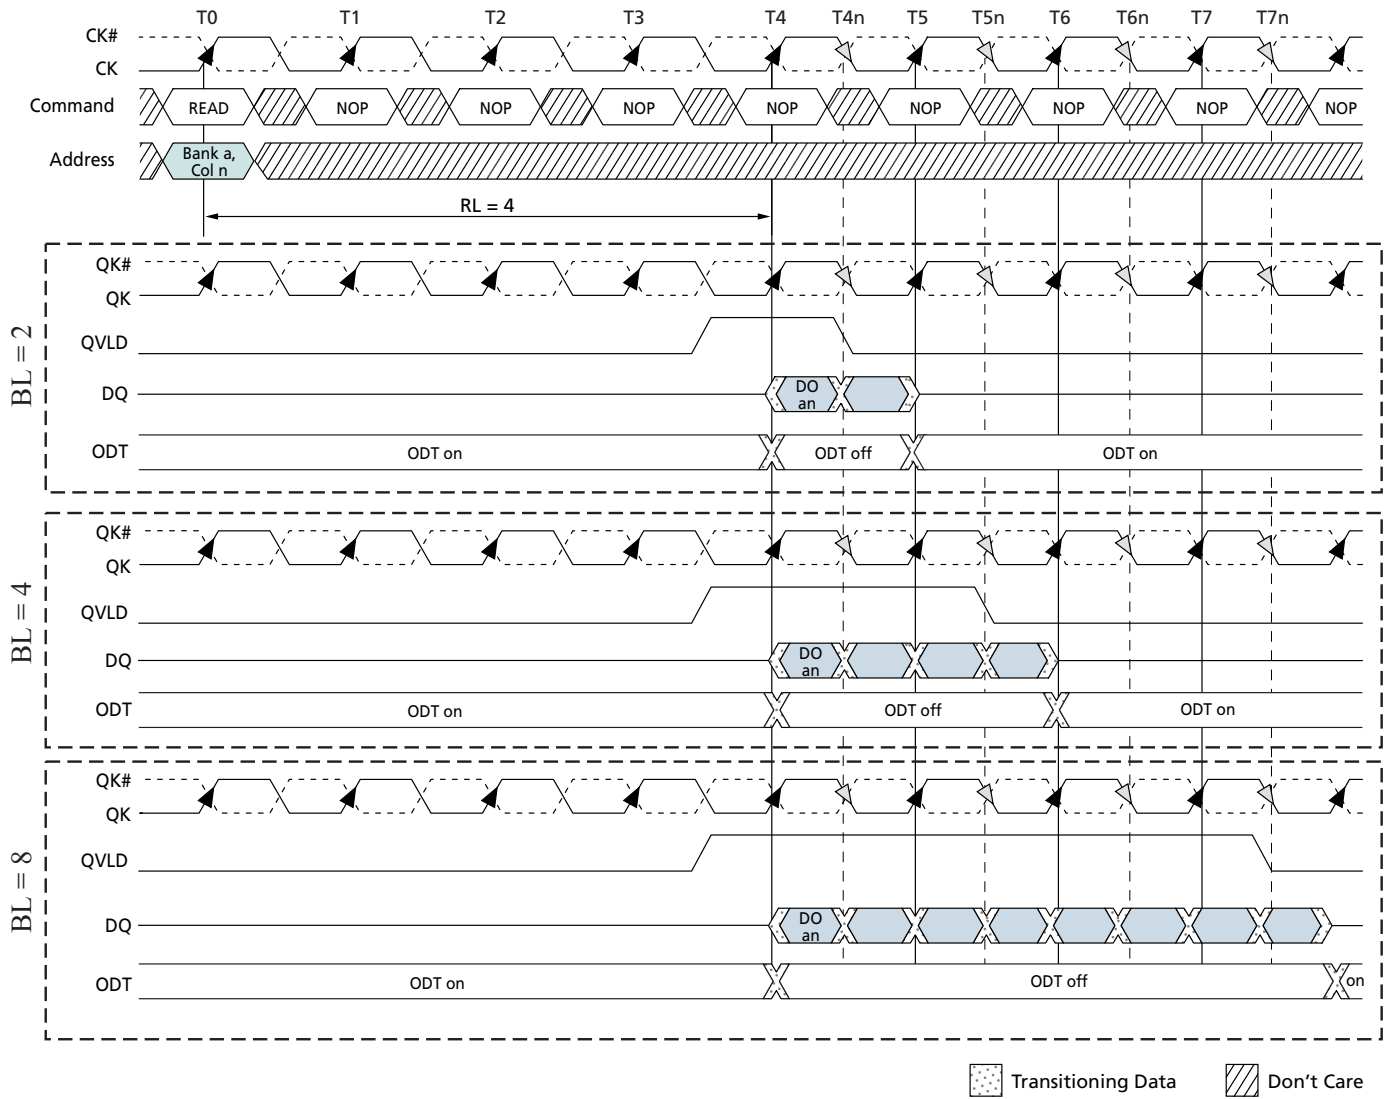 T0 T1 T2 T3 T4 T4n T5 T5n T6 T6n T7 T7n
CK#
CK
Command READ NOP NOP NOP NOP NOP NOP NOP NOP
Address Bank a,
Col n
RL = 4
BL = 2
QK#
QK
QVLD
DQ DO
an
ODT ODT on ODT off ODT on
BL = 4
QK#
QK
QVLD
DQ DO
an
ODT ODT on ODT off ODT on
BL = 8
QK#
QK
QVLD
DQ DO
an
ODT ODT on ODT off on
Transitioning Data Don't Care